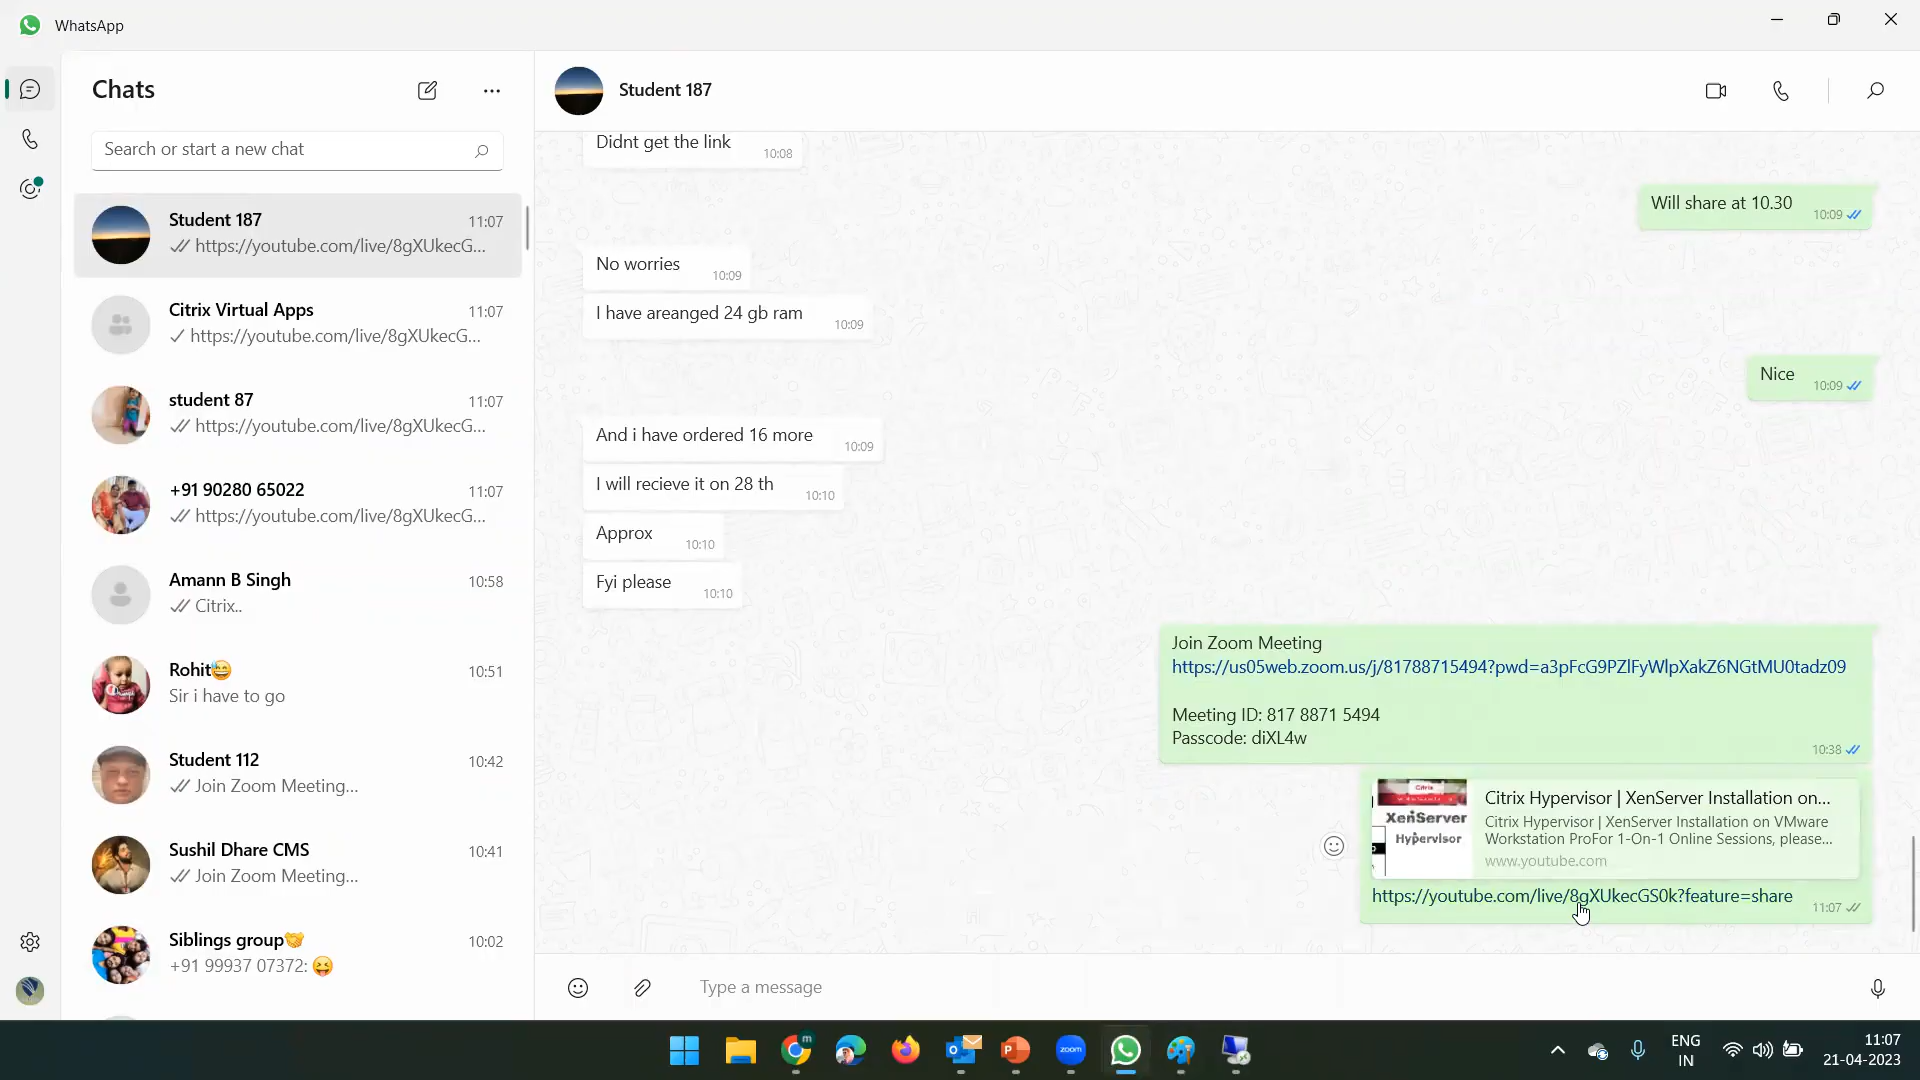 WhatsApp
Chats
Search or start a new chat
Student 187
11:07
https://youtube.com/live/8gXUkecG...
Citrix Virtual Apps
11:07
https://youtube.com/live/8gXUkecG...
student 87
11:07
https://youtube.com/live/8gXUkecG...
+91 90280 65022
11:07
https://youtube.com/live/8gXUkecG...
Amann B Singh
10:58
Citrix..
Rohit😅
10:51
Sir i have to go
Student 112
10:42
Join Zoom Meeting...
Sushil Dhare CMS
10:41
Join Zoom Meeting...
Siblings group🤝
10:02
+91 99937 07372: 😝
Student 187
Didnt get the link
10:08
Will share at 10.30
10:09
No worries
10:09
I have areanged 24 gb ram
10:09
Nice
10:09
And i have ordered 16 more
10:09
I will recieve it on 28 th
10:10
Approx
10:10
Fyi please
10:10
Join Zoom Meeting
https://us05web.zoom.us/j/81788715494?pwd=a3pFcG9PZlFyWlpXakZ6NGtMU0tadz09
Meeting ID: 817 8871 5494
Passcode: diXL4w
10:38
Citrix
XenServer
Hypervisor
Citrix Hypervisor | XenServer Installation on...
Citrix Hypervisor | XenServer Installation on VMware
Workstation ProFor 1-On-1 Online Sessions, please...
www.youtube.com
https://youtube.com/live/8gXUkecGS0k?feature=share
11:07
Type a message
m
zoom
ENG
IN
11:07
21-04-2023